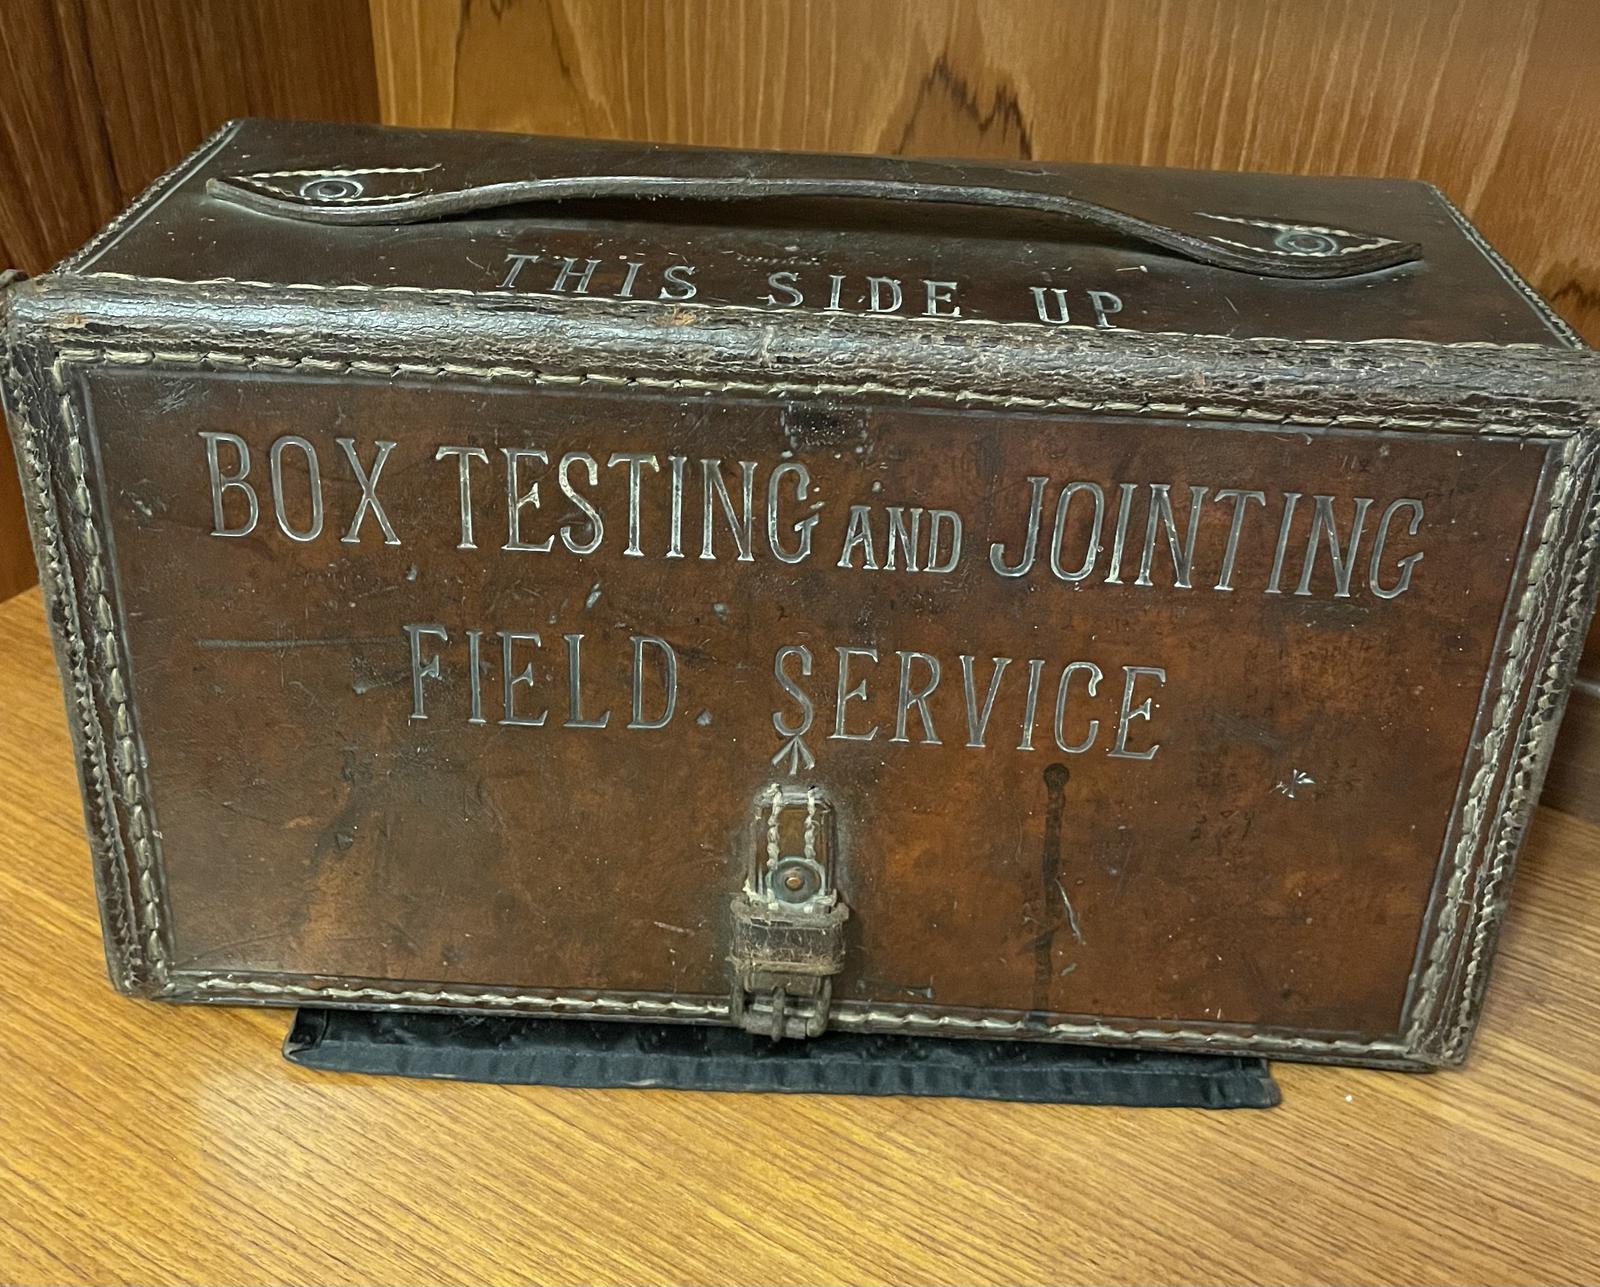 THIS SIDE UP
BOX TESTING AND JOINTING
FIELD. SERVICE